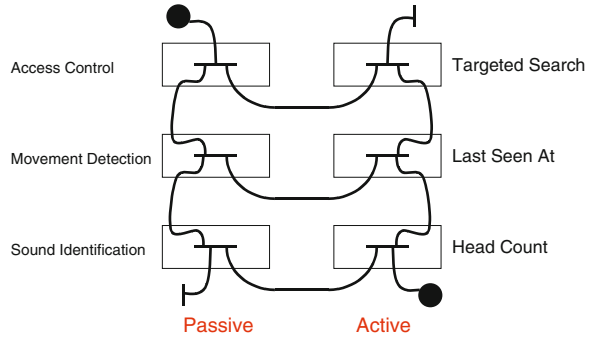 Access Control
Targeted Search
Movement Detection
Last Seen At
Sound Identification
Head Count
Passive
Active